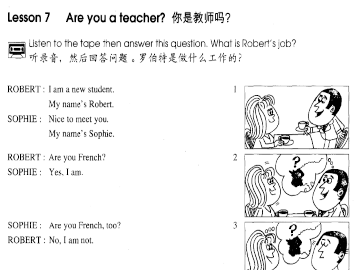 Lesson 7 Are you a teacher? 你是教师吗?
Listen to the tape then answer this question. What is Robert's job?
听录音，然后回答问题。罗伯特是做什么工作的?
ROBERT: I am a new student. 1
My name's Robert.
SOPHIE: Nice to meet you.
My name's Sophie.
ROBERT: Are you French? 2
SOPHIE: Yes. I am. ?
SOPHIE: Are you French, too? 3
ROBERT: No, I am not. ?